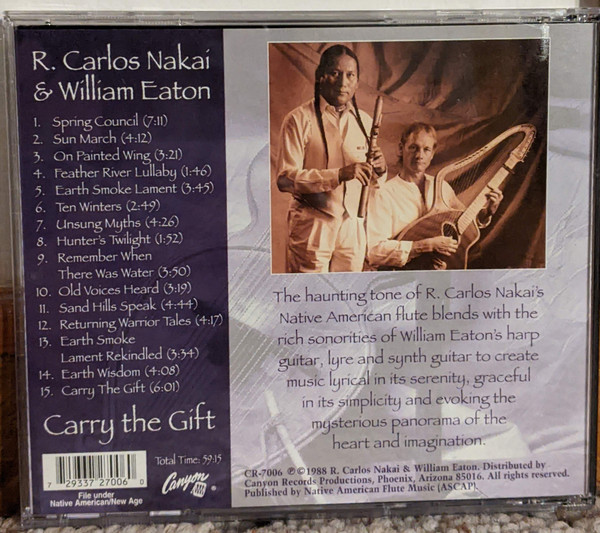 R. Carlos Nakai
& William Eaton
1. Spring Council (7:11)
2. Sun March (4:12)
3. On Painted Wing (3:21)
4. Feather River Lullaby (1:46)
5. Earth Smoke Lament (3:45)
6. Ten Winters (2:49)
7. Unsung Myths (4:26)
8. Hunter's Twilight (1:52)
9. Remember When
There Was Water (3:50)
10. Old Voices Heard (3:19)
11. Sand Hills Speak (4:44)
12. Returning Warrior Tales (4:17)
13. Earth Smoke
Lament Rekindled (3:34)
14. Earth Wisdom (4:08)
15. Carry The Gift (6:01)
Carry the Gift
Total Time: 59:15
7 29337 27006 0
File under
Native American/New Age
Canyon ®
The haunting tone of R. Carlos Nakai's
Native American flute blends with the
rich sonorities of William Eaton's harp
guitar, lyre and synth guitar to create
music lyrical in its serenity, graceful
in its simplicity and evoking the
mysterious panorama of the
heart and imagination.
CR-7006 ℗©1988 R. Carlos Nakai & William Eaton. Distributed by
Canyon Records Productions, Phoenix, Arizona 85016. All rights reserved.
Published by Native American Flute Music (ASCAP).